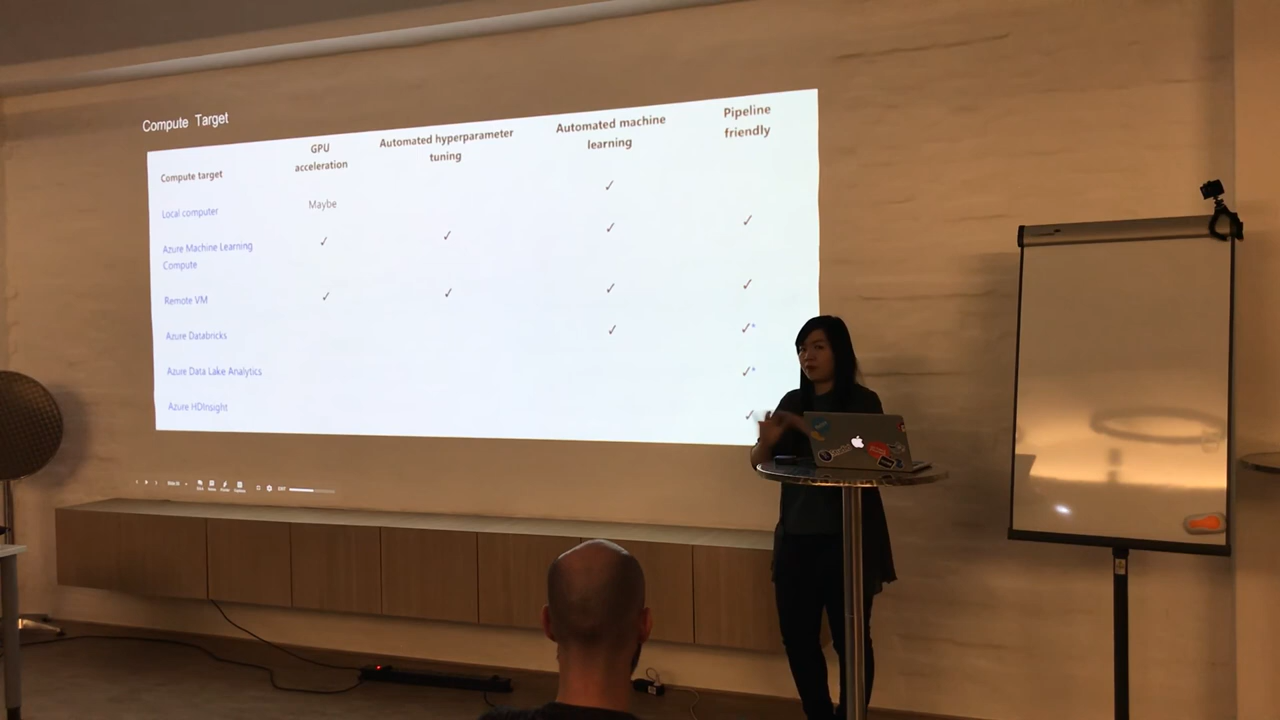 Compute Target
Compute target GPU acceleration Automated hyperparameter tuning Automated machine learning Pipeline friendly
Local computer Maybe ✓
Azure Machine Learning Compute ✓ ✓ ✓ ✓
Remote VM ✓ ✓ ✓ ✓
Azure Databricks ✓ ✓*
Azure Data Lake Analytics ✓*
Azure HDInsight ✓